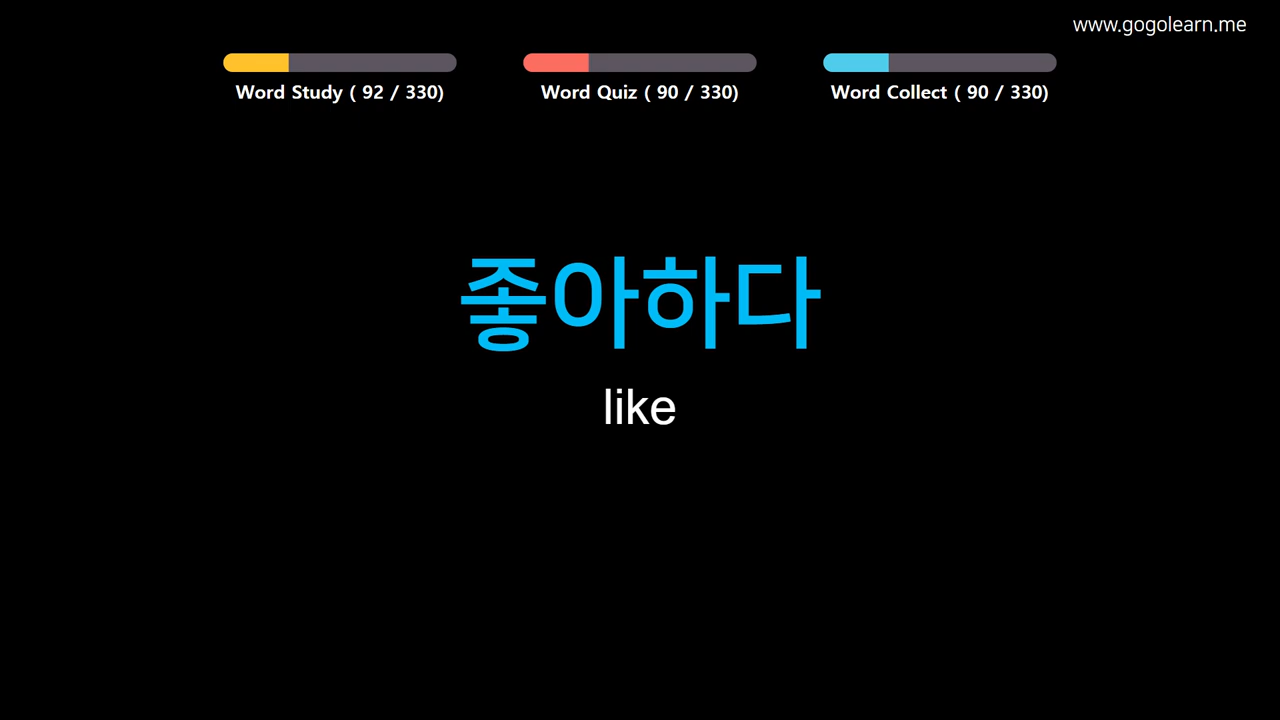 www.gogolearn.me
Word Study ( 92 / 330)
Word Quiz ( 90 / 330)
Word Collect ( 90 / 330)
좋아하다
like